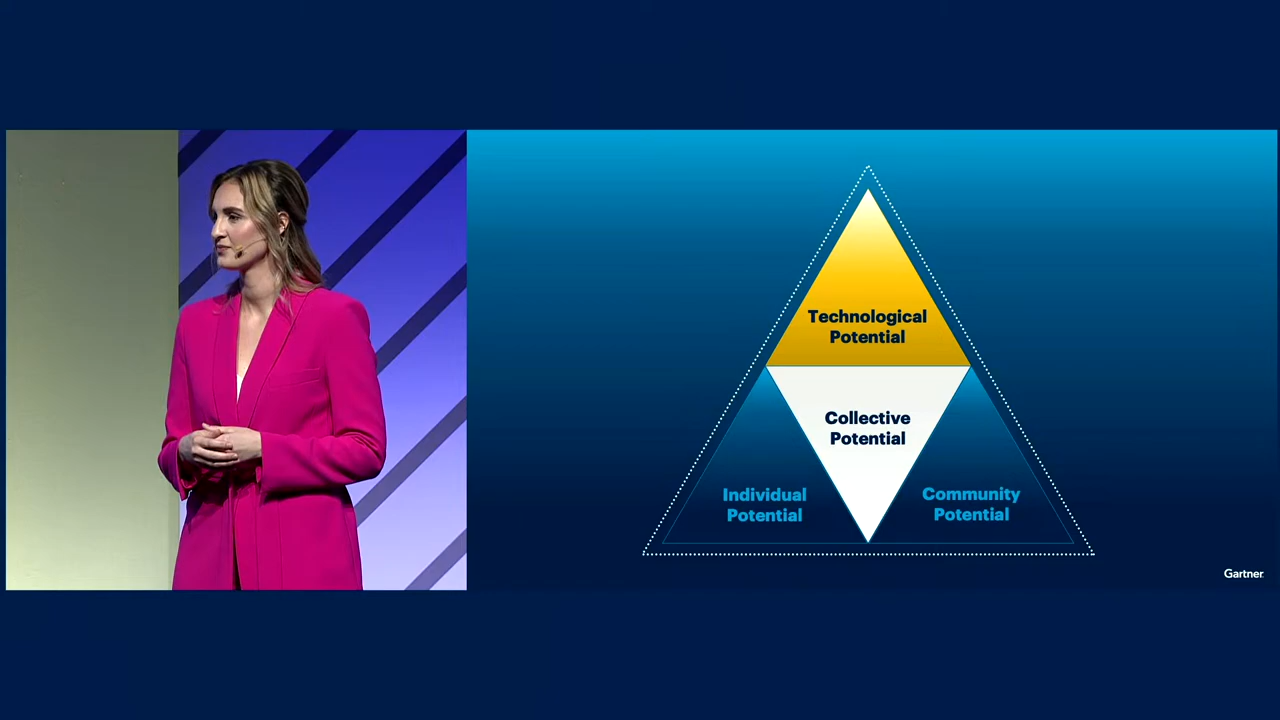 Technological
Potential
Collective
Potential
Individual
Potential
Community
Potential
Gartner